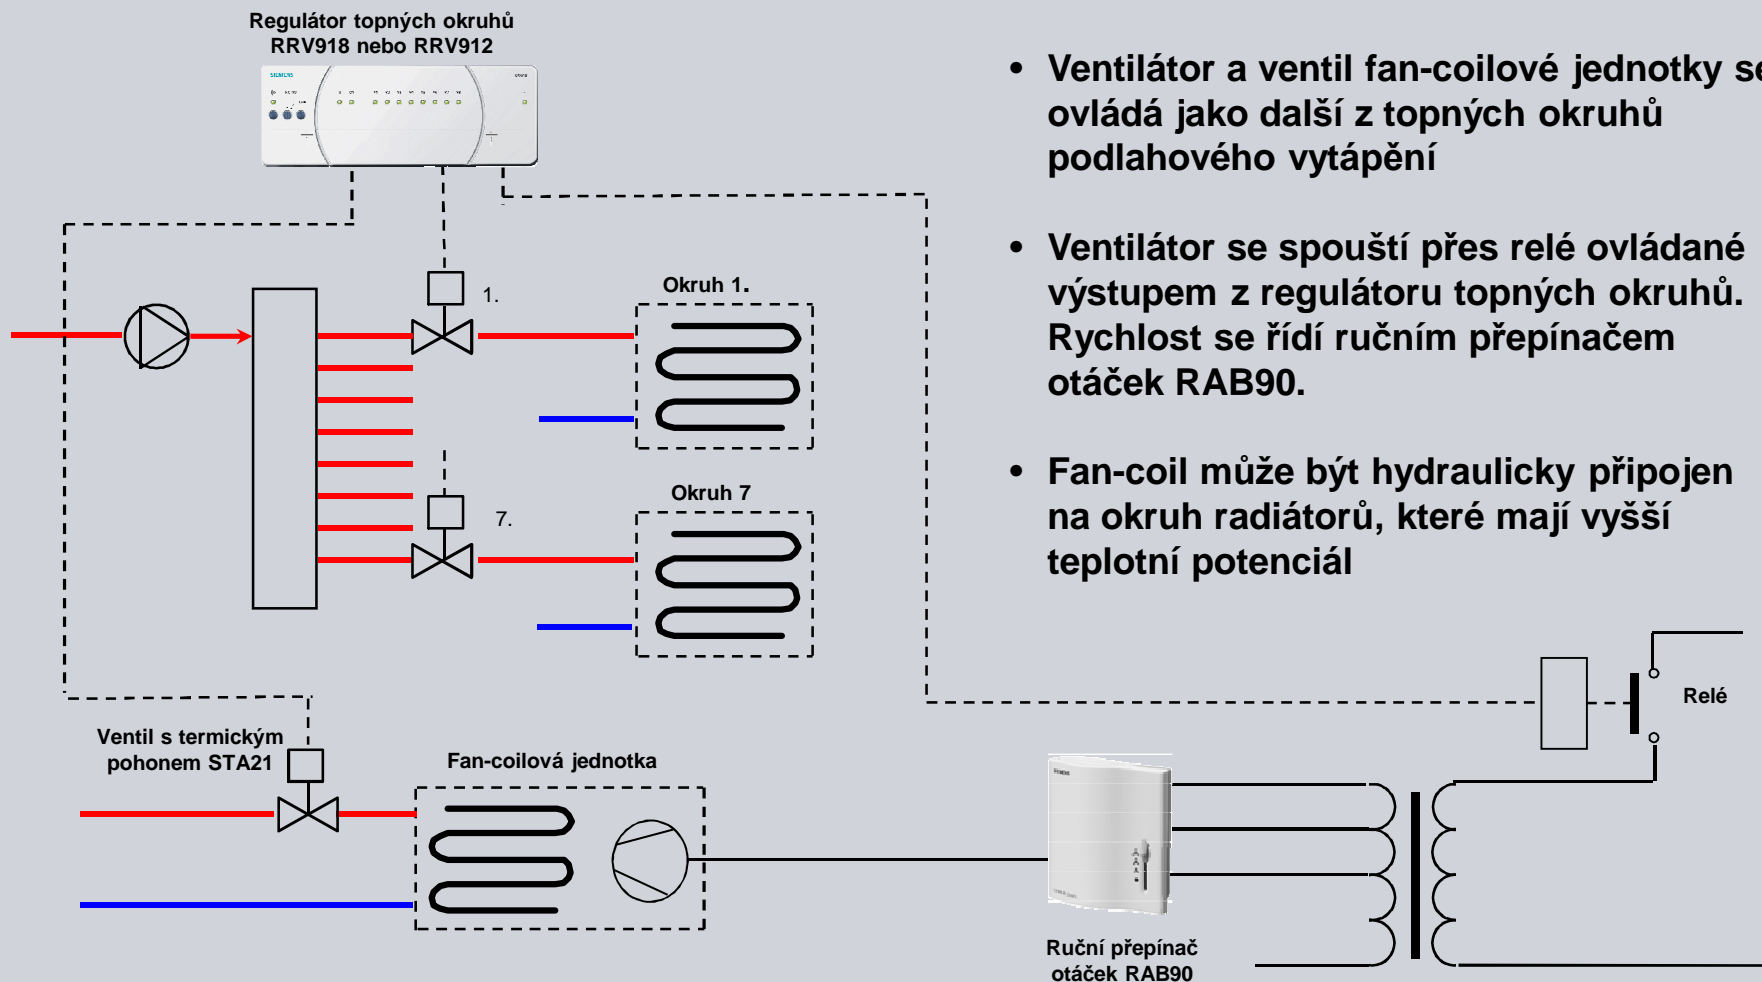 Regulátor topných okruhů
RRV918 nebo RRV912
SIEMENS
• Ventilátor a ventil fan-coilové jednotky se
ovládá jako další z topných okruhů
podlahového vytápění
• Ventilátor se spouští přes relé ovládané
výstupem z regulátoru topných okruhů.
Rychlost se řídí ručním přepínačem
otáček RAB90.
• Fan-coil může být hydraulicky připojen
na okruh radiátorů, které mají vyšší
teplotní potenciál
1.
Okruh 1.
7.
Okruh 7
Relé
Ventil s termickým
pohonem STA21
Fan-coilová jednotka
SIEMENS
Ruční přepínač
otáček RAB90